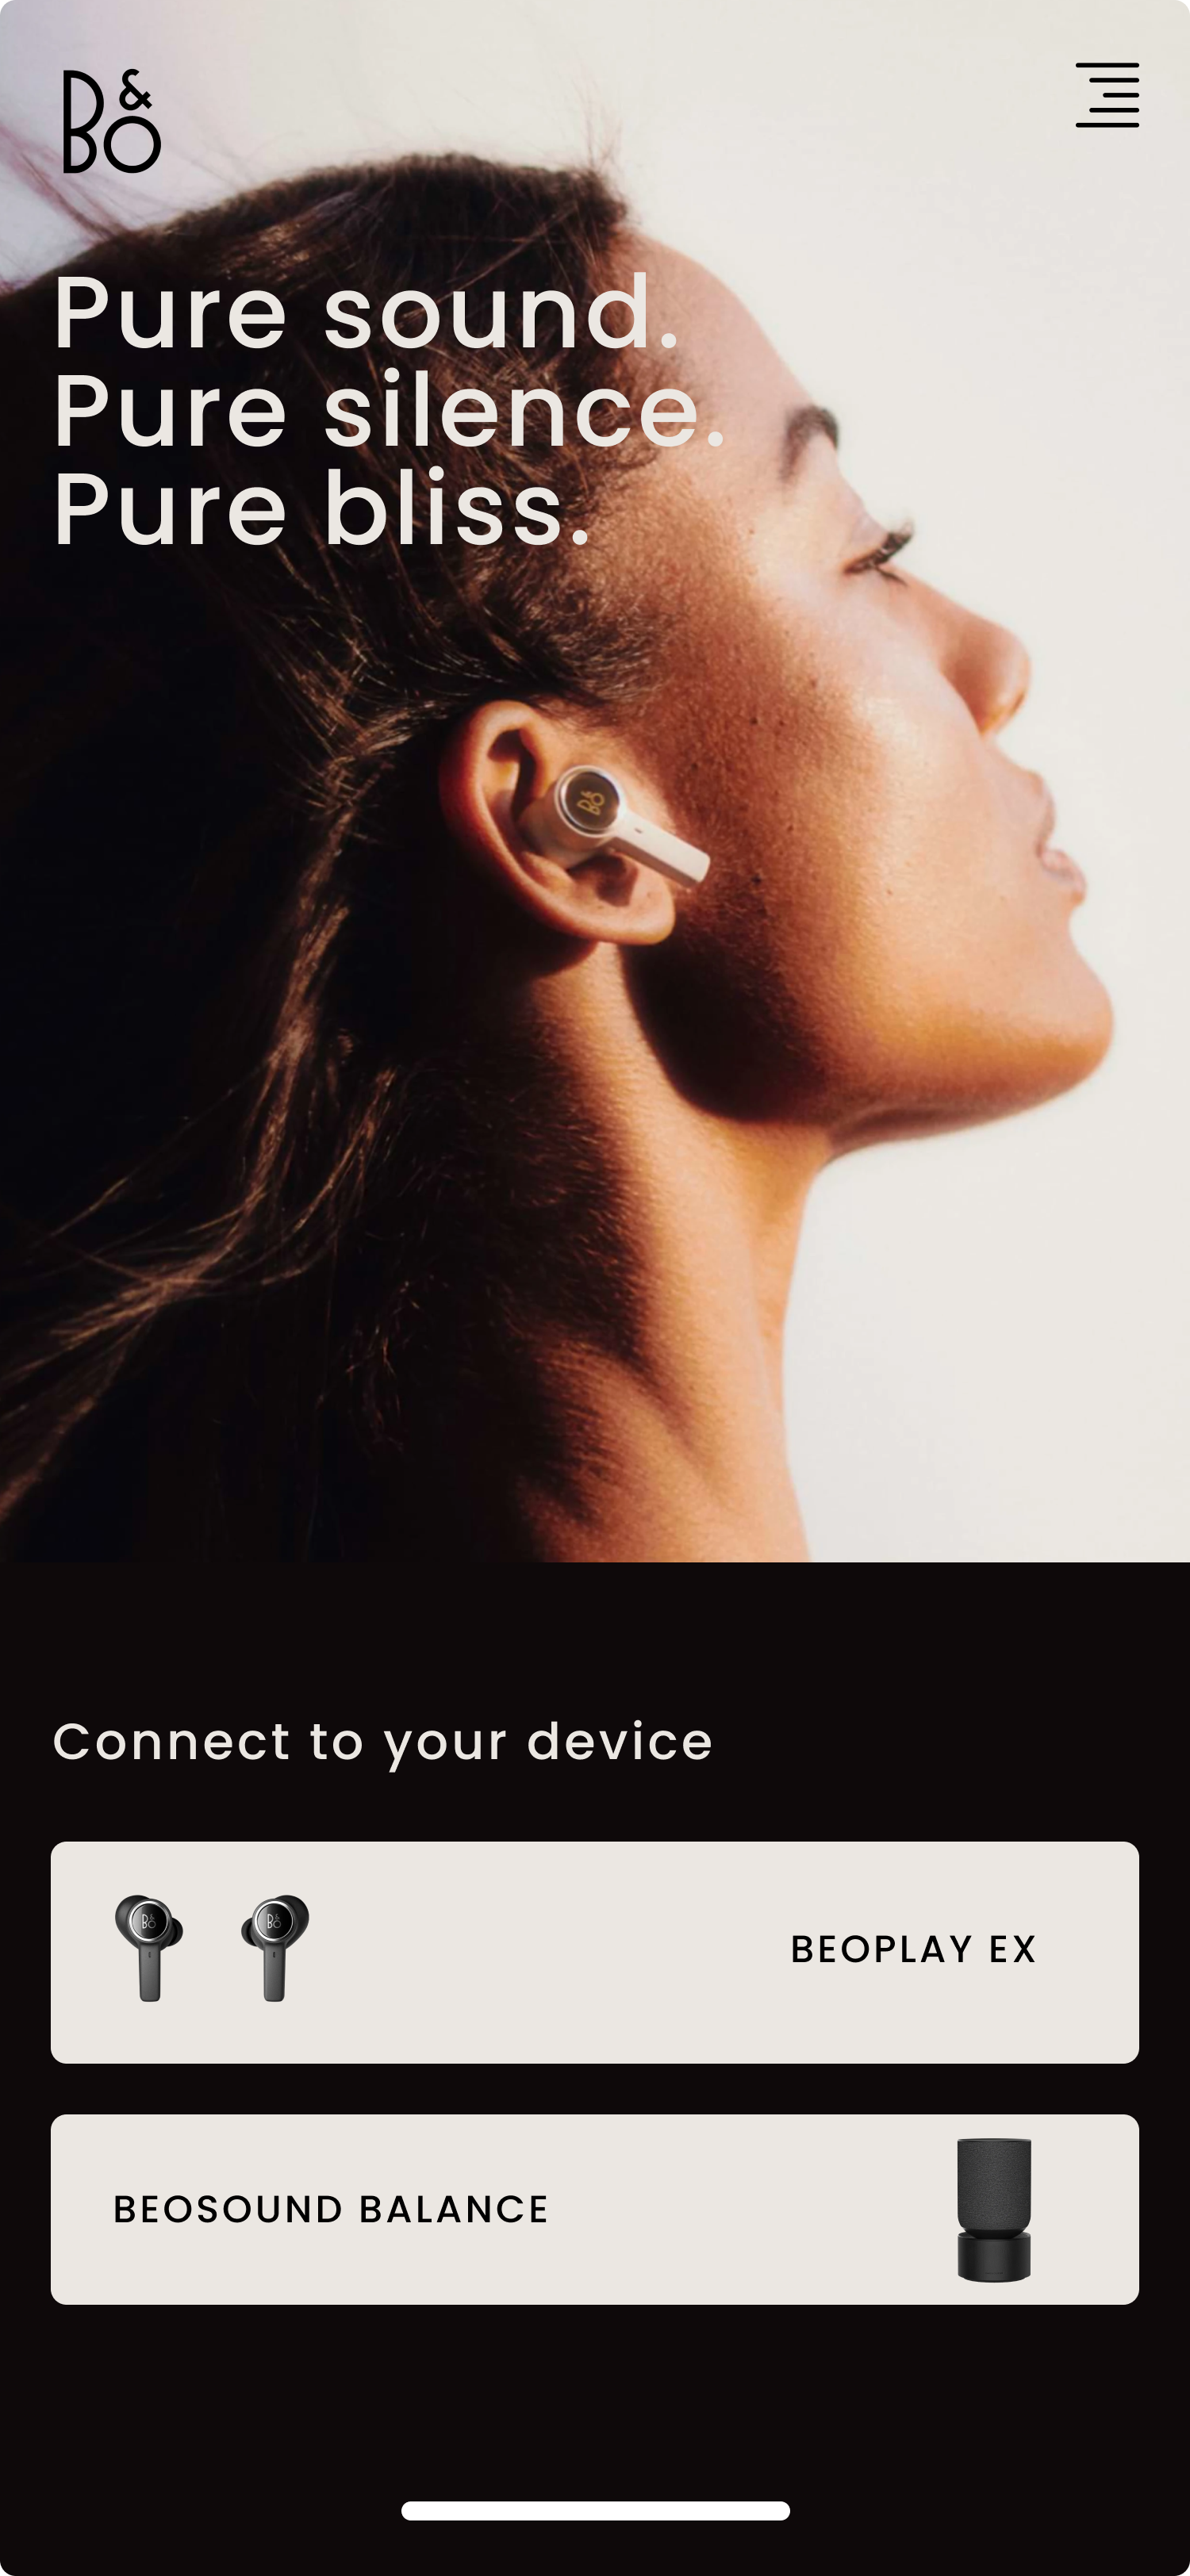 B&O
Pure sound.
Pure silence.
Pure bliss.
B&O
Connect to your device
B&O B&O
BEOPLAY EX
BEOSOUND BALANCE